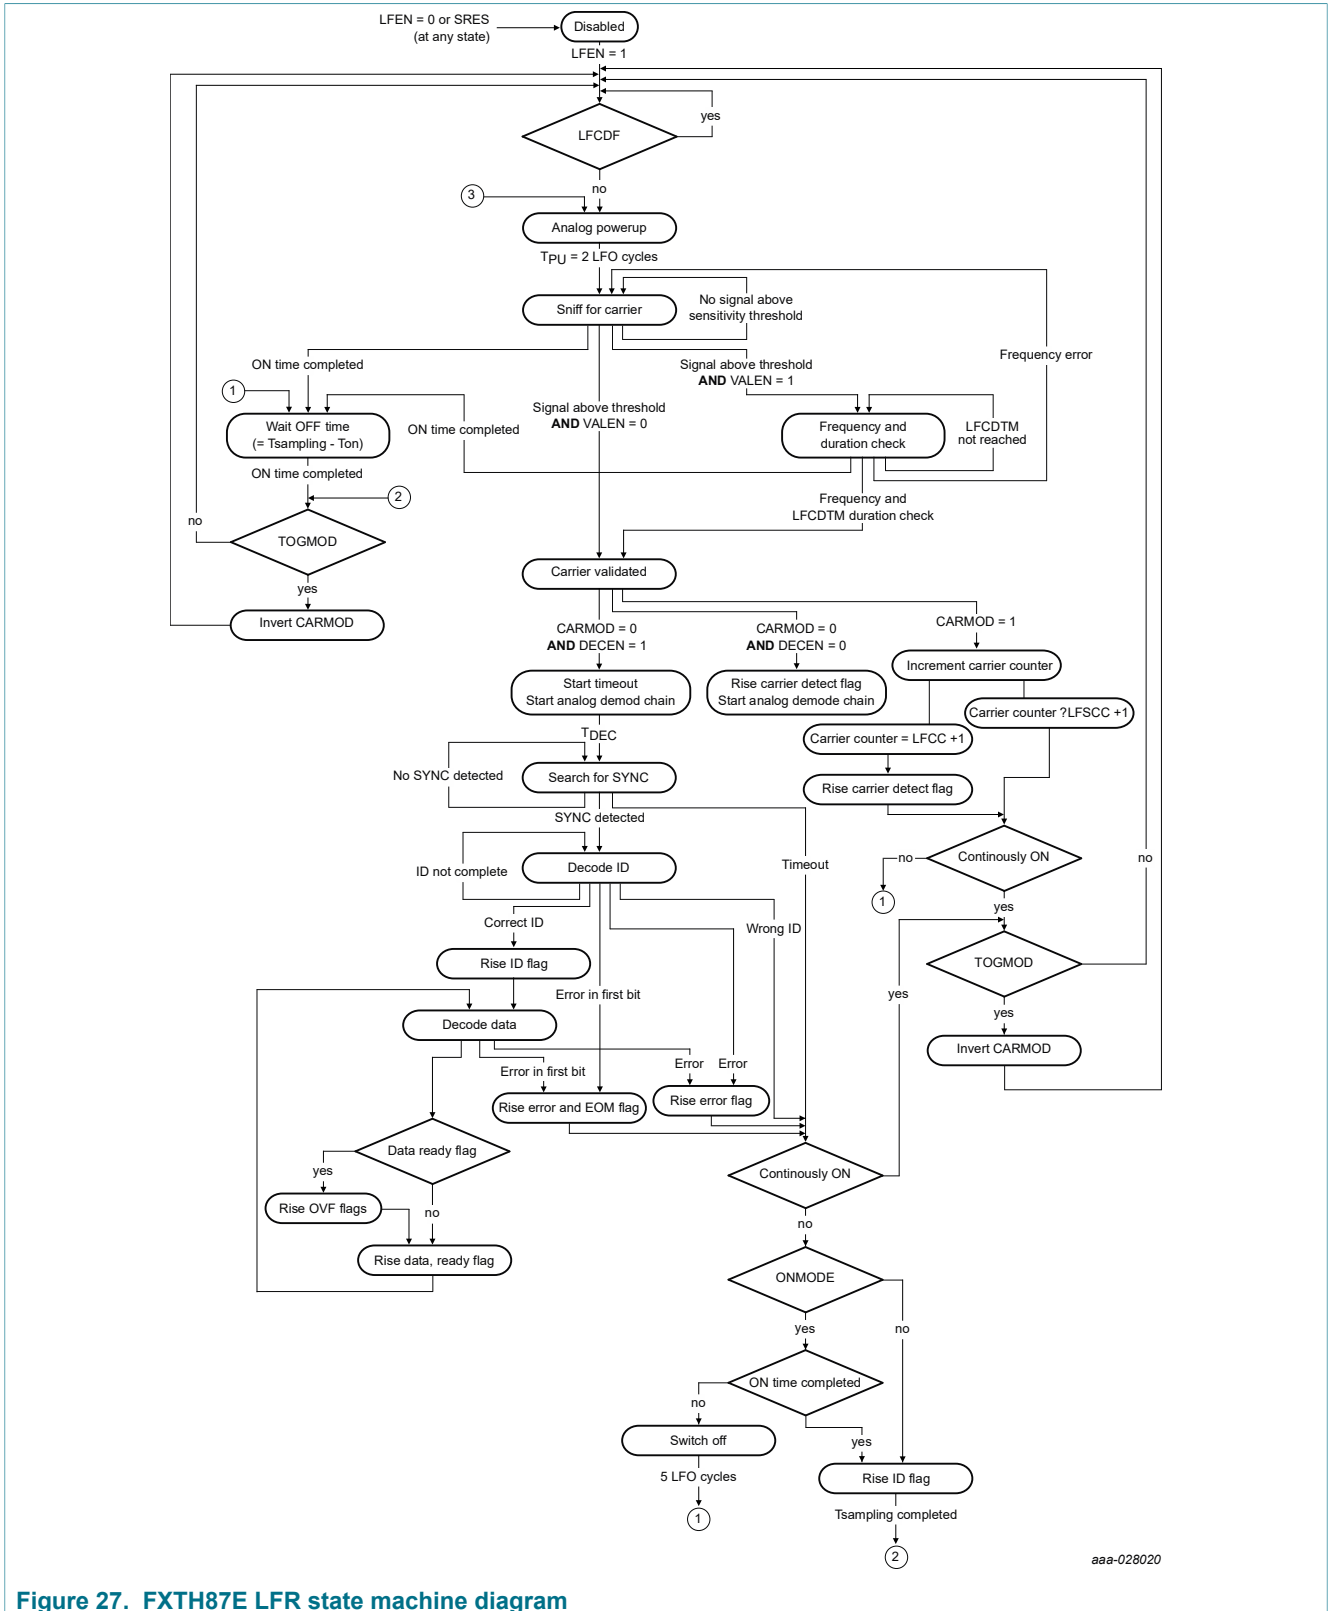 LFEN = 0 or SRES
(at any state)
Disabled
LFEN = 1
yes
LFCDF
no
3
Analog powerup
TPU = 2 LFO cycles
Sniff for carrier
No signal above
sensitivity threshold
Frequency error
ON time completed
Signal above threshold
AND VALEN = 1
1
Signal above threshold
AND VALEN = 0
Wait OFF time
(= Tsampling - Ton)
ON time completed
Frequency and
duration check
LFCDTM
not reached
ON time completed
2
Frequency and
LFCDTM duration check
no
TOGMOD
yes
Invert CARMOD
Carrier validated
CARMOD = 0
AND DECEN = 1
CARMOD = 0
AND DECEN = 0
CARMOD = 1
Increment carrier counter
Start timeout
Start analog demod chain
Rise carrier detect flag
Start analog demode chain
Carrier counter ?LFSCC +1
Carrier counter = LFCC +1
TDEC
No SYNC detected
Search for SYNC
Rise carrier detect flag
SYNC detected
ID not complete
Decode ID
Timeout
no
Continously ON
no
1
yes
Correct ID
Wrong ID
Rise ID flag
TOGMOD
Error in first bit
yes
yes
Decode data
Invert CARMOD
Error in first bit
Error
Error
Rise error and EOM flag
Rise error flag
Data ready flag
yes
Continously ON
Rise OVF flags
no
no
Rise data, ready flag
ONMODE
yes
no
ON time completed
no
Switch off
yes
5 LFO cycles
Rise ID flag
1
Tsampling completed
2
aaa-028020
Figure 27. FXTH87E LFR state machine diagram